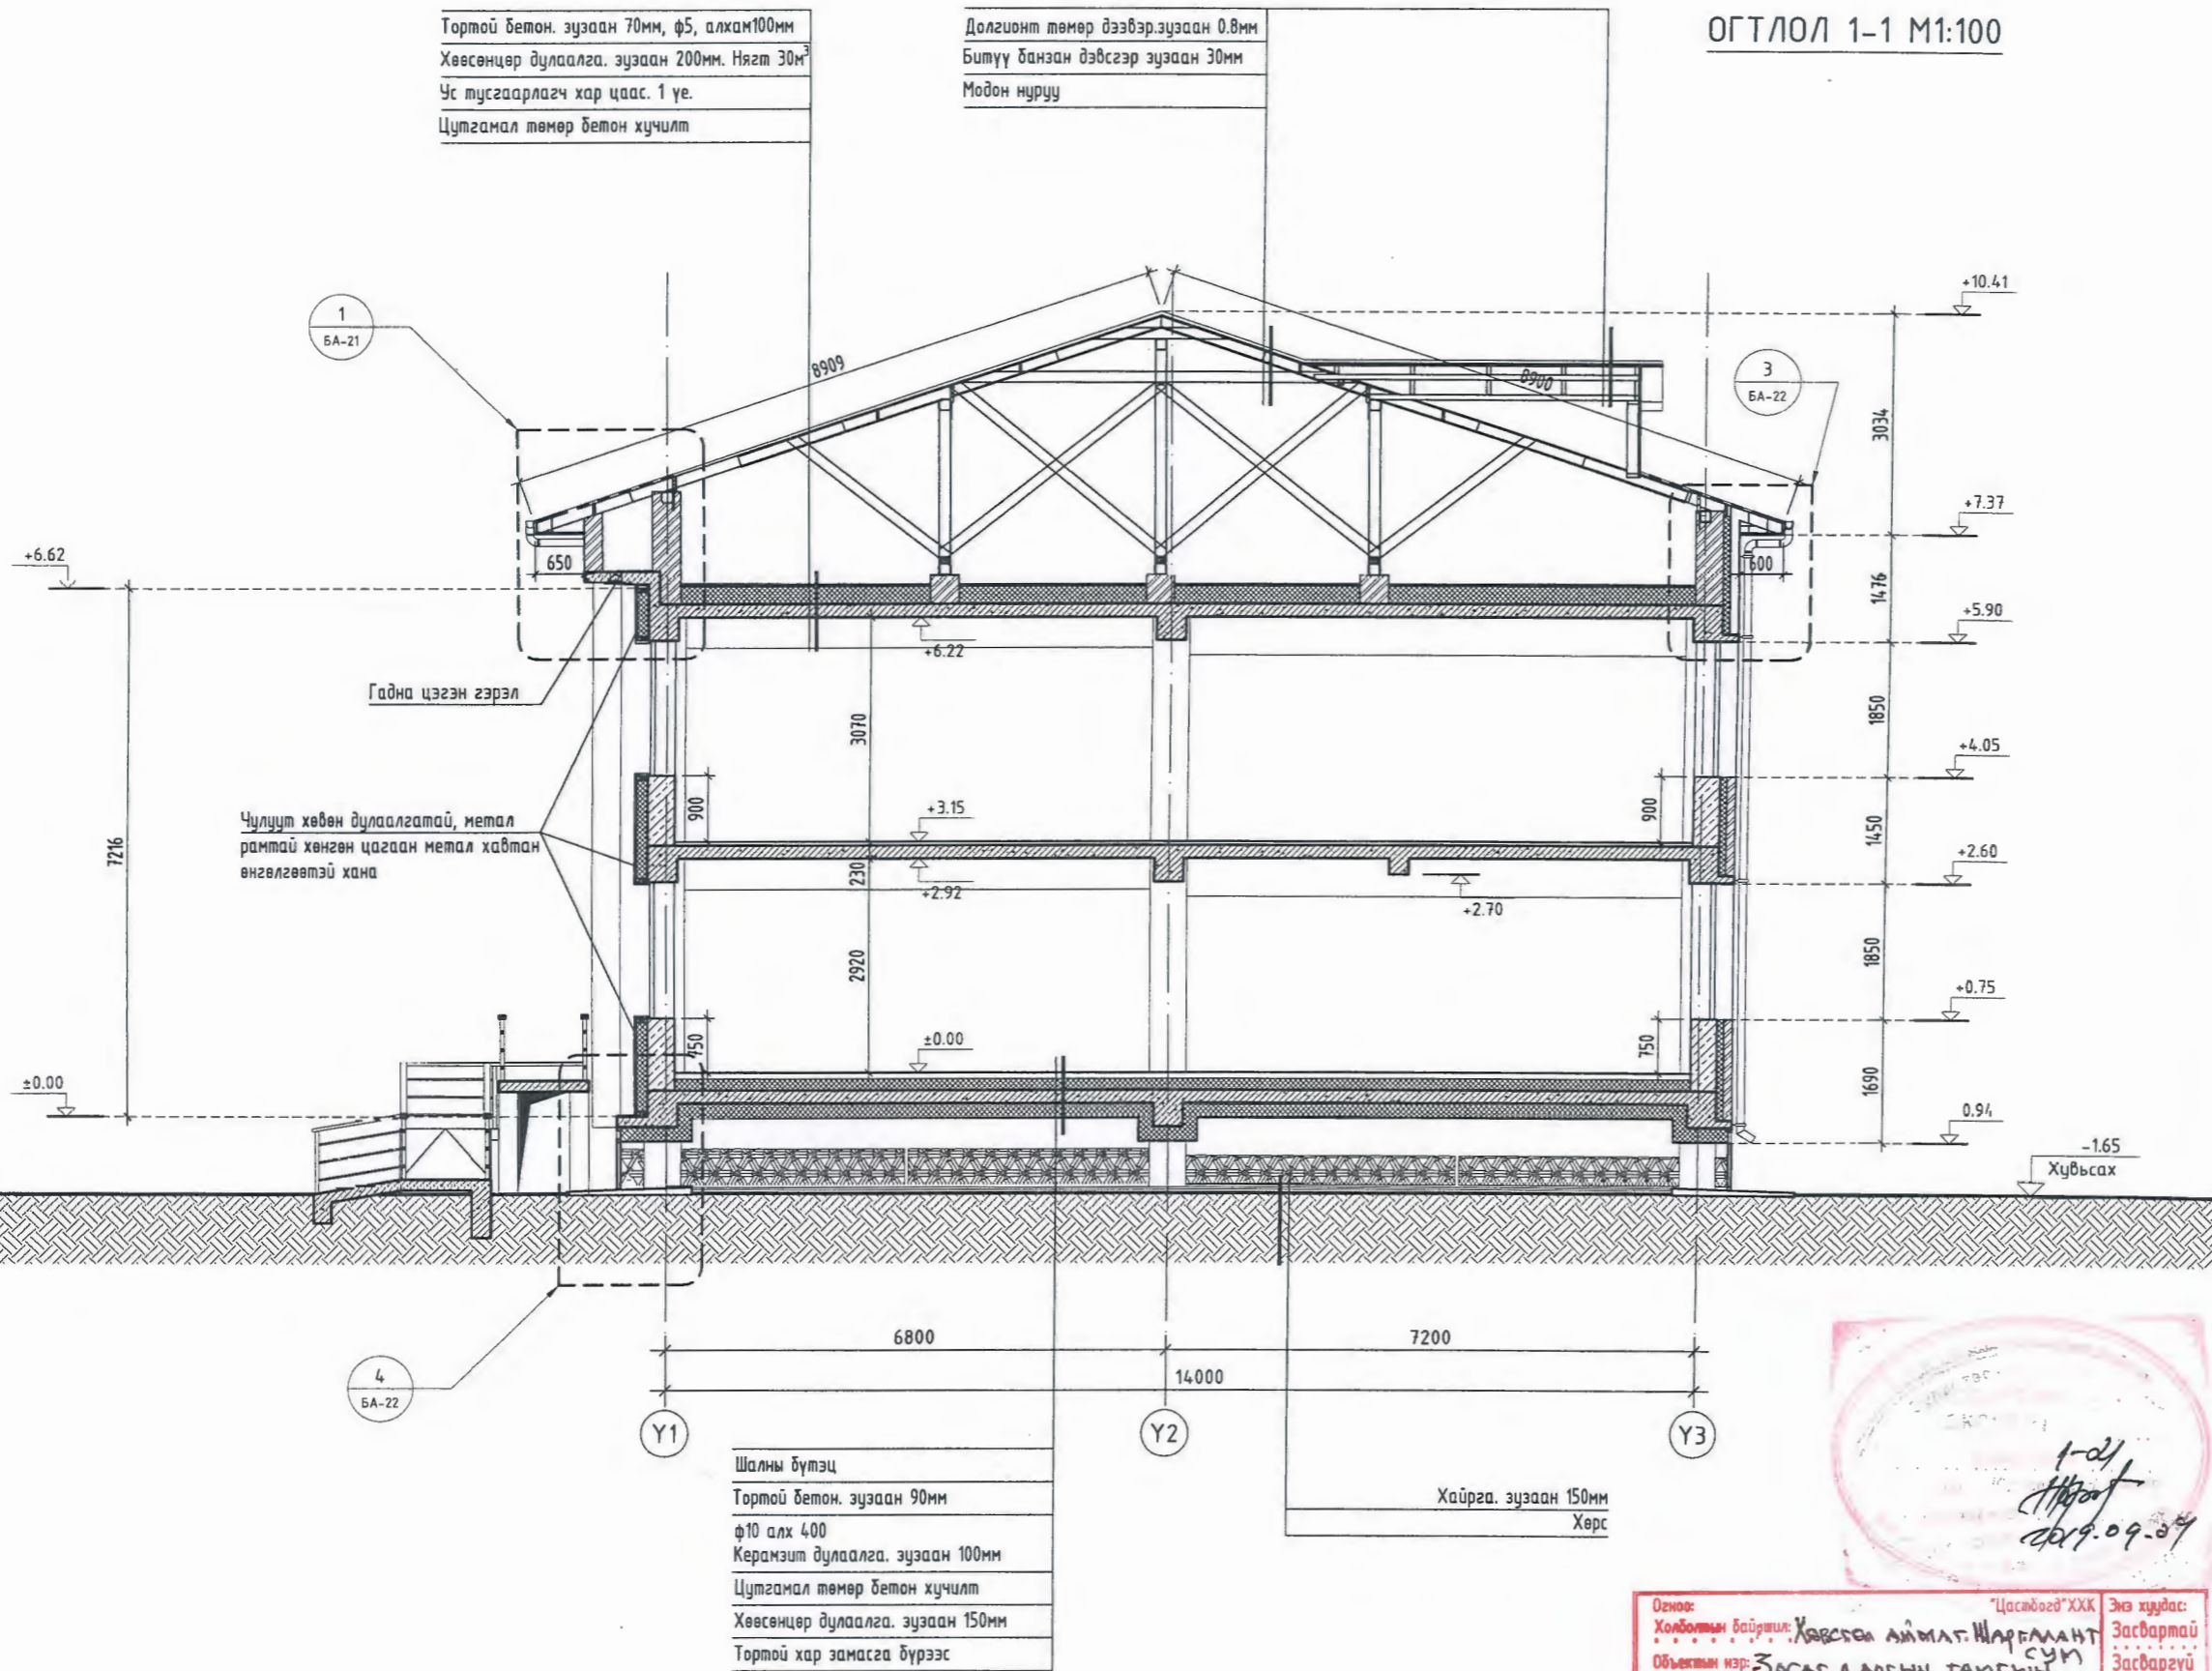 ОГТЛОЛ 1-1 М1:100
Тортой бетон. зузаан 70мм, ф5, алхам100мм
Хөөсөнцөр дулаалга. зузаан 200мм. Нягт 30м³
Ус тусгаарлагч хар цаас. 1 үе.
Цутгамал төмөр бетон хучилт
Долгионт төмөр дээвэр.зузаан 0.8мм
Битүү банзан дэвсгэр зузаан 30мм
Модон нуруу
1
БА-21
8909
8900
3
БА-22
+10.41
3034
+7.37
1476
+5.90
1850
+4.05
1450
+2.60
1850
+0.75
1690
0.94
-1.65
Хувьсах
+6.62
7216
±0.00
650
600
+6.22
Гадна цэгэн гэрэл
3070
900
900
+3.15
Чулуут хөвөн дулаалгатай, метал
рамтай хөнгөн цагаан метал хавтан
өнгөлгөөтэй хана
230
+2.92
+2.70
2920
750
750
±0.00
6800
7200
14000
4
БА-22
Y1
Y2
Y3
Шалны бүтэц
Тортой бетон. зузаан 90мм
ф10 алх 400
Керамзит дулаалга. зузаан 100мм
Цутгамал төмөр бетон хучилт
Хөөсөнцөр дулаалга. зузаан 150мм
Тортой хар замасга бүрээс
Хайрга. зузаан 150мм
Хөрс
2019.09.04
Огноо: "Цастбогд"ХХК
Энэ хуудас:
Холболтын байршил: Хөвсгөл аймаг. Шаргалант сум
Засвартай
Объектын нэр: Засаг даргын тамгын
Засваргүй